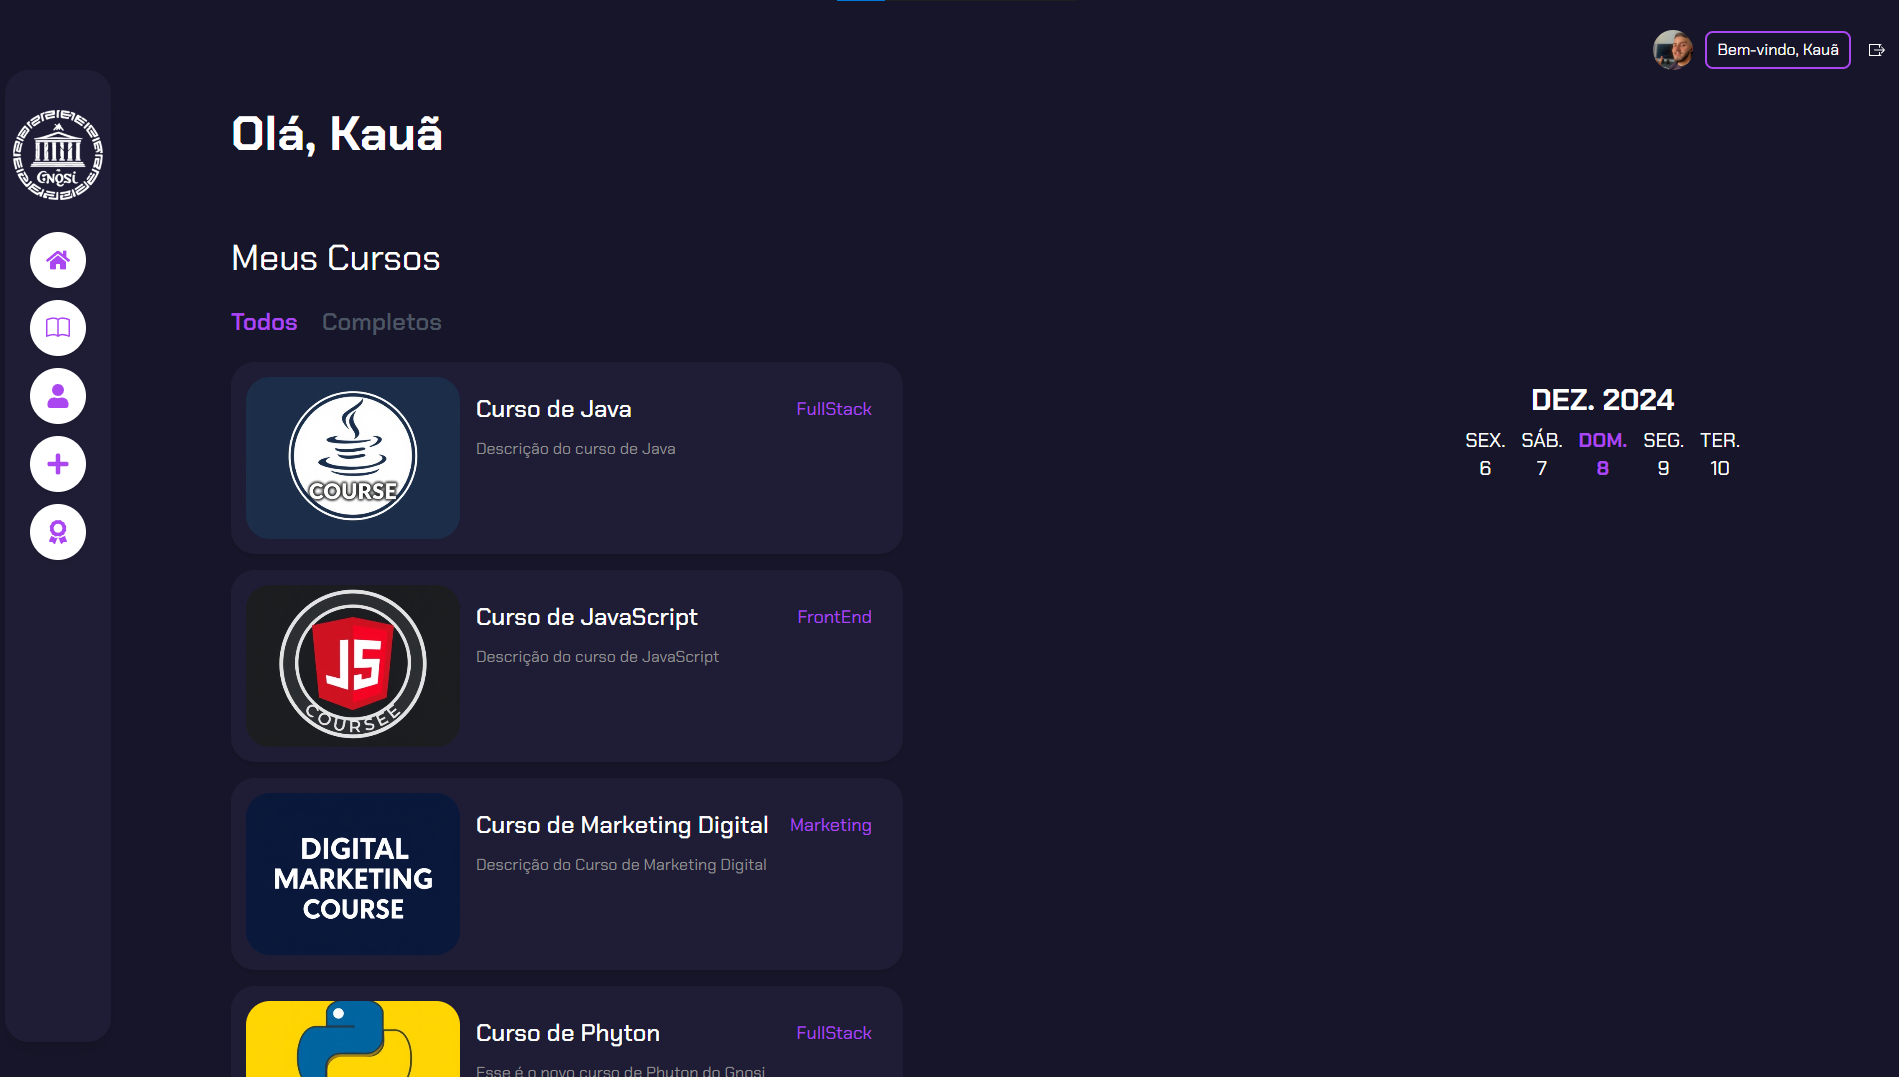 Bem-vindo, Kauã
Gnosi
Olá, Kauã
Meus Cursos
Todos Completos
COURSE
Curso de Java FullStack
Descrição do curso de Java
DEZ. 2024
SEX. SÁB. DOM. SEG. TER.
6 7 8 9 10
JS
COURSEE
Curso de JavaScript FrontEnd
Descrição do curso de JavaScript
DIGITAL
MARKETING
COURSE
Curso de Marketing Digital Marketing
Descrição do Curso de Marketing Digital
Curso de Phyton FullStack
Esse é o novo curso de Phyton do Gnosi